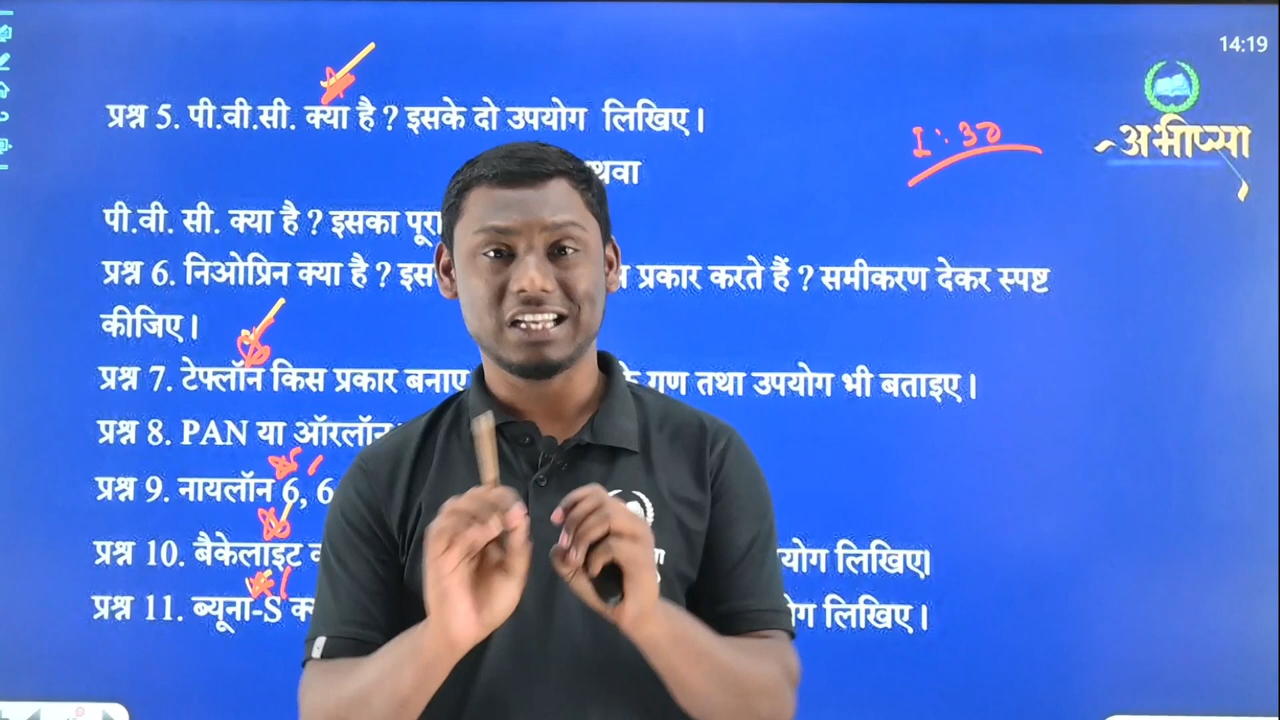 14:19
अभीप्सा
1:30
प्रश्न 5. पी.वी.सी. क्या है ? इसके दो उपयोग लिखिए।
पी.वी. सी. क्या है ? इसका
प्रश्न 6. निओप्रिन क्या है ? प्रकार करते हैं ? समीकरण देकर स्पष्ट
कीजिए।
प्रश्न 7. टेफ्लॉन किस प्रकार गुण तथा उपयोग भी बताइए।
प्रश्न 8. PAN या ऑरलॉन
प्रश्न 9. नायलॉन 6, 6
प्रश्न 10. बैकेलाइट लिखिए।
प्रश्न 11. ब्यूना-S लिखिए।